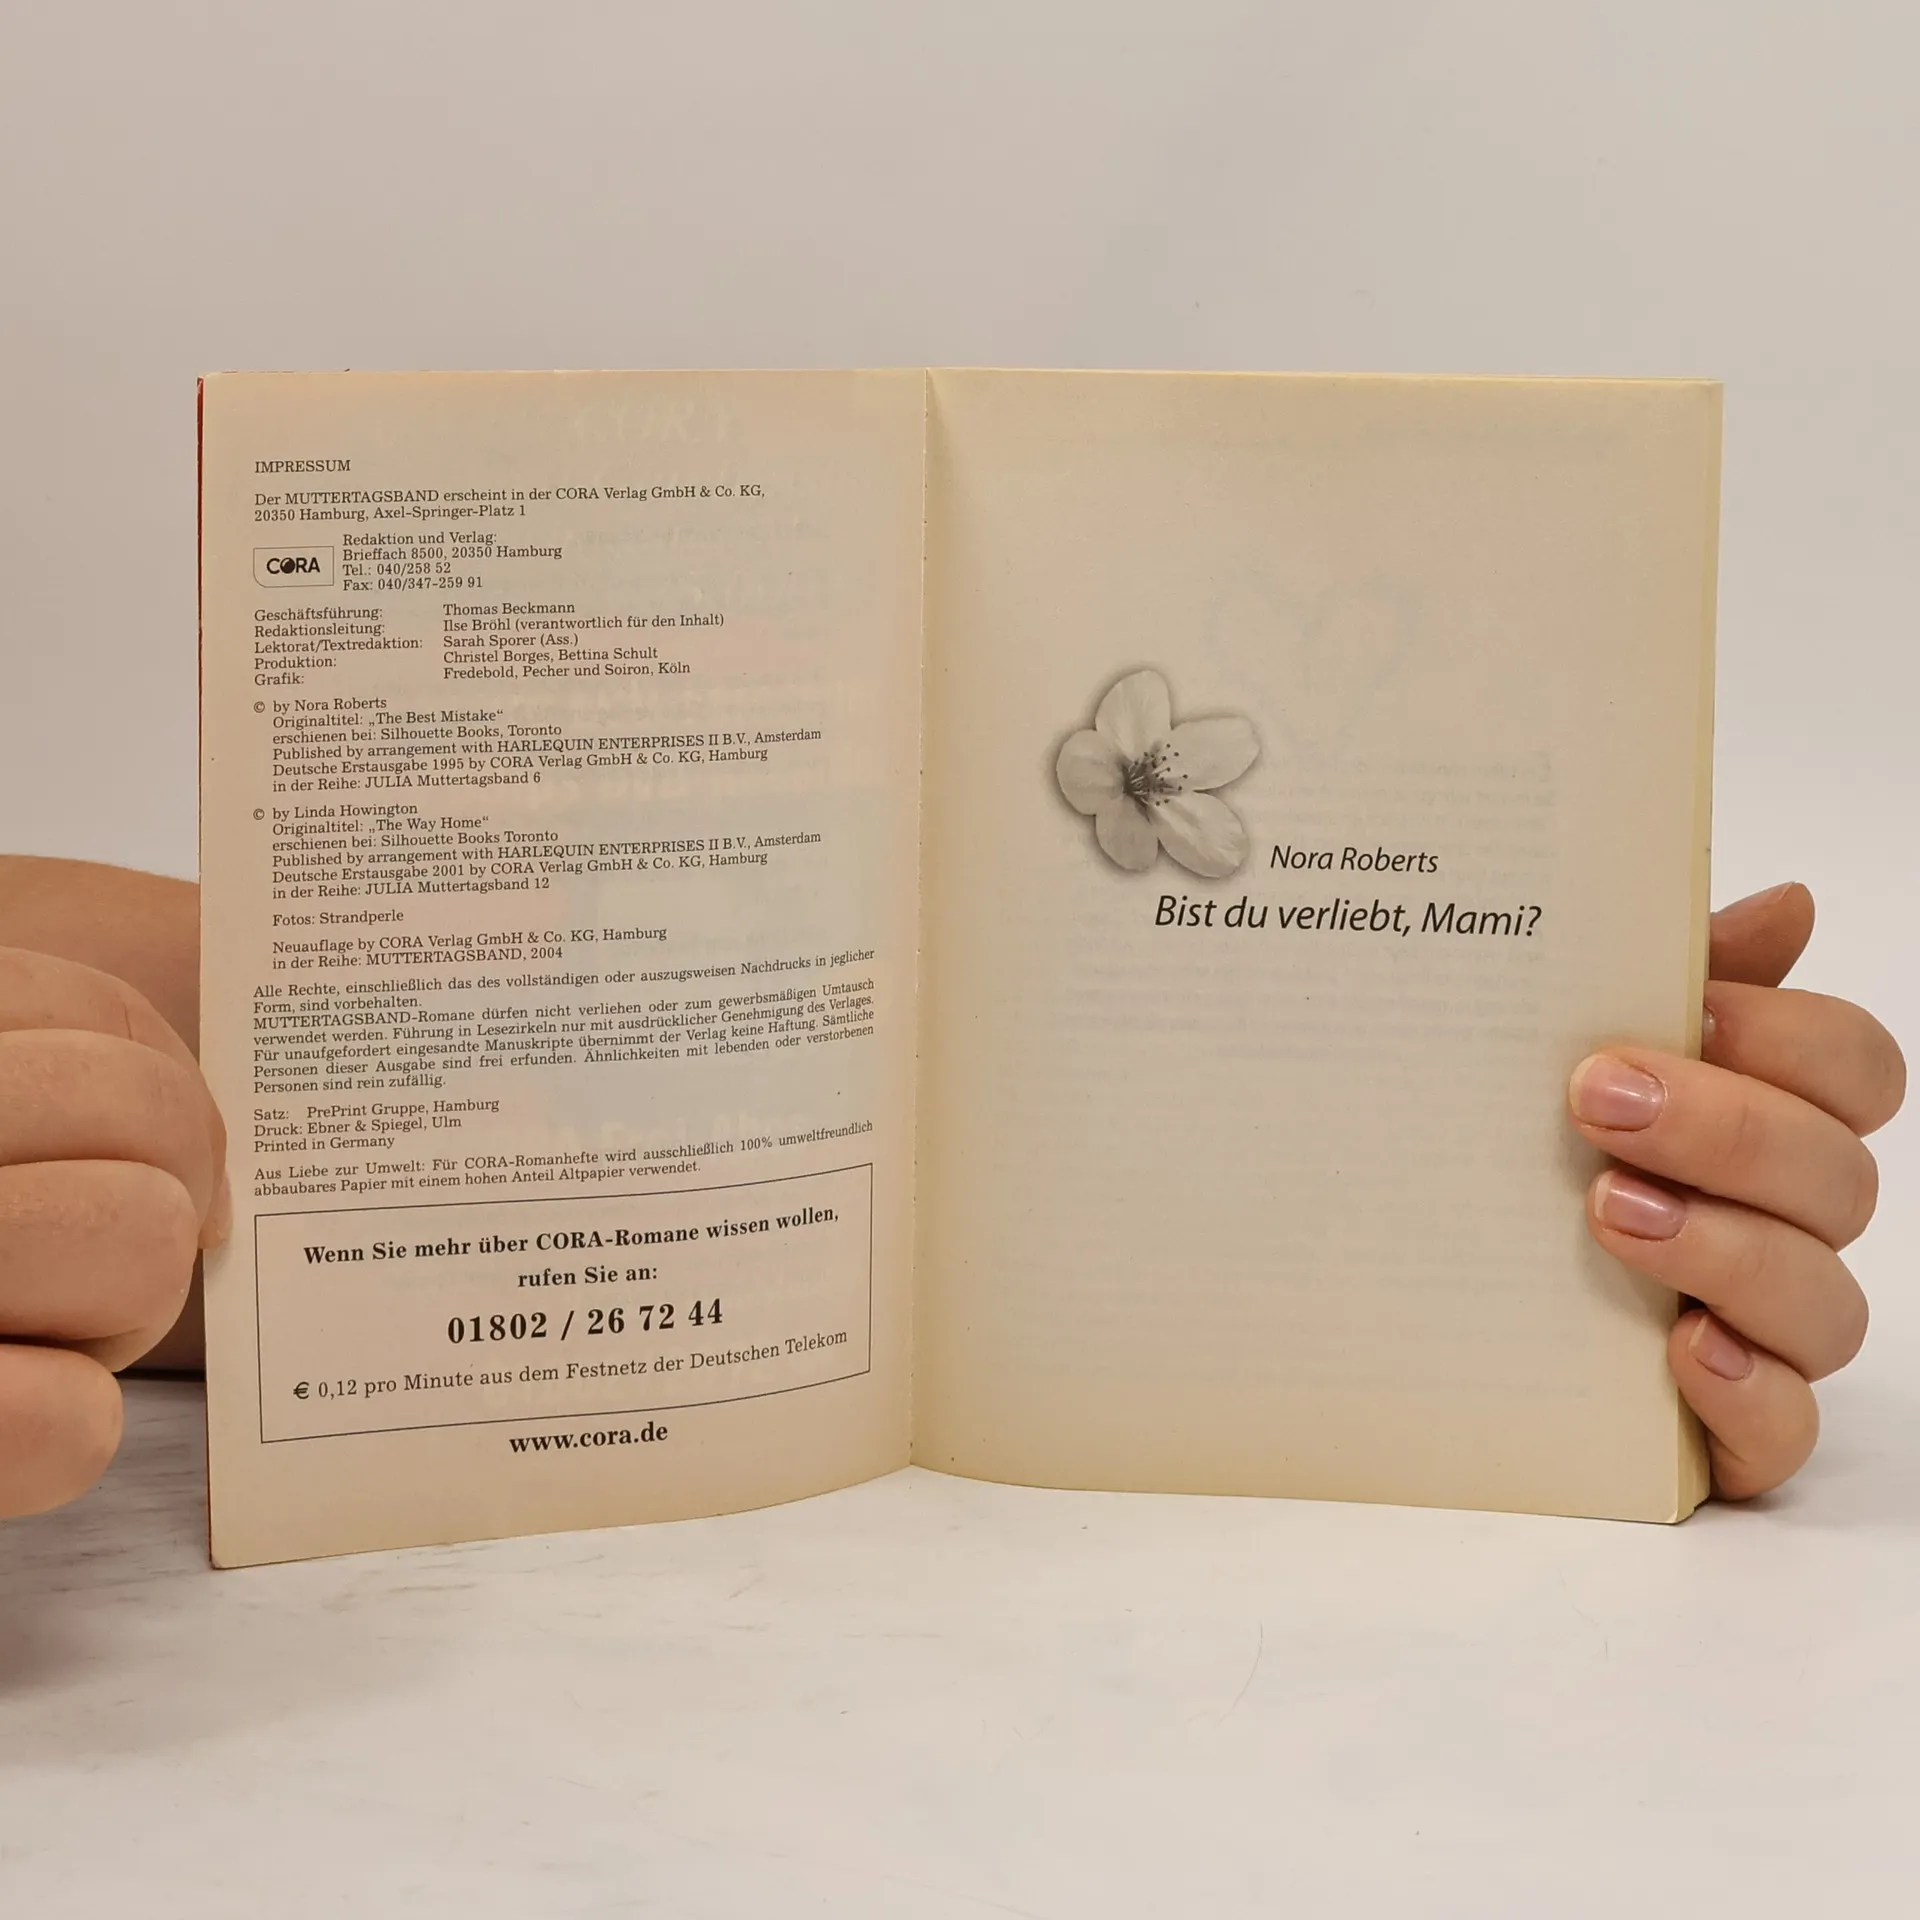 IMPRESSUM
Der MUTTERTAGSBAND erscheint in der CORA Verlag GmbH & Co. KG,
20350 Hamburg, Axel-Springer-Platz 1
CORA
Redaktion und Verlag:
Brieffach 8500, 20350 Hamburg
Tel.: 040/258 52
Fax: 040/347-259 91
Geschäftsführung: Thomas Beckmann
Redaktionsleitung: Ilse Bröhl (verantwortlich für den Inhalt)
Lektorat/Textredaktion: Sarah Sporer (Ass.)
Produktion: Christel Borges, Bettina Schult
Grafik: Fredebold, Pecher und Soiron, Köln
© by Nora Roberts
Originaltitel: „The Best Mistake“
erschienen bei: Silhouette Books, Toronto
Published by arrangement with HARLEQUIN ENTERPRISES II B.V., Amsterdam
Deutsche Erstausgabe 1995 by CORA Verlag GmbH & Co. KG, Hamburg
in der Reihe: JULIA Muttertagsband 6
© by Linda Howington
Originaltitel: „The Way Home“
erschienen bei: Silhouette Books Toronto
Published by arrangement with HARLEQUIN ENTERPRISES II B.V., Amsterdam
Deutsche Erstausgabe 2001 by CORA Verlag GmbH & Co. KG, Hamburg
in der Reihe: JULIA Muttertagsband 12
Fotos: Strandperle
Neuauflage by CORA Verlag GmbH & Co. KG, Hamburg
in der Reihe: MUTTERTAGSBAND, 2004
Alle Rechte, einschließlich das des vollständigen oder auszugsweisen Nachdrucks in jeglicher
Form, sind vorbehalten.
MUTTERTAGSBAND-Romane dürfen nicht verliehen oder zum gewerbsmäßigen Umtausch
verwendet werden. Führung in Lesezirkeln nur mit ausdrücklicher Genehmigung des Verlages.
Für unaufgefordert eingesandte Manuskripte übernimmt der Verlag keine Haftung. Sämtliche
Personen dieser Ausgabe sind frei erfunden. Ähnlichkeiten mit lebenden oder verstorbenen
Personen sind rein zufällig.
Satz: PrePrint Gruppe, Hamburg
Druck: Ebner & Spiegel, Ulm
Printed in Germany
Aus Liebe zur Umwelt: Für CORA-Romanhefte wird ausschließlich 100% umweltfreundlich
abbaubares Papier mit einem hohen Anteil Altpapier verwendet.
Wenn Sie mehr über CORA-Romane wissen wollen,
rufen Sie an:
01802 / 26 72 44
€ 0,12 pro Minute aus dem Festnetz der Deutschen Telekom
www.cora.de
Nora Roberts
Bist du verliebt, Mami?